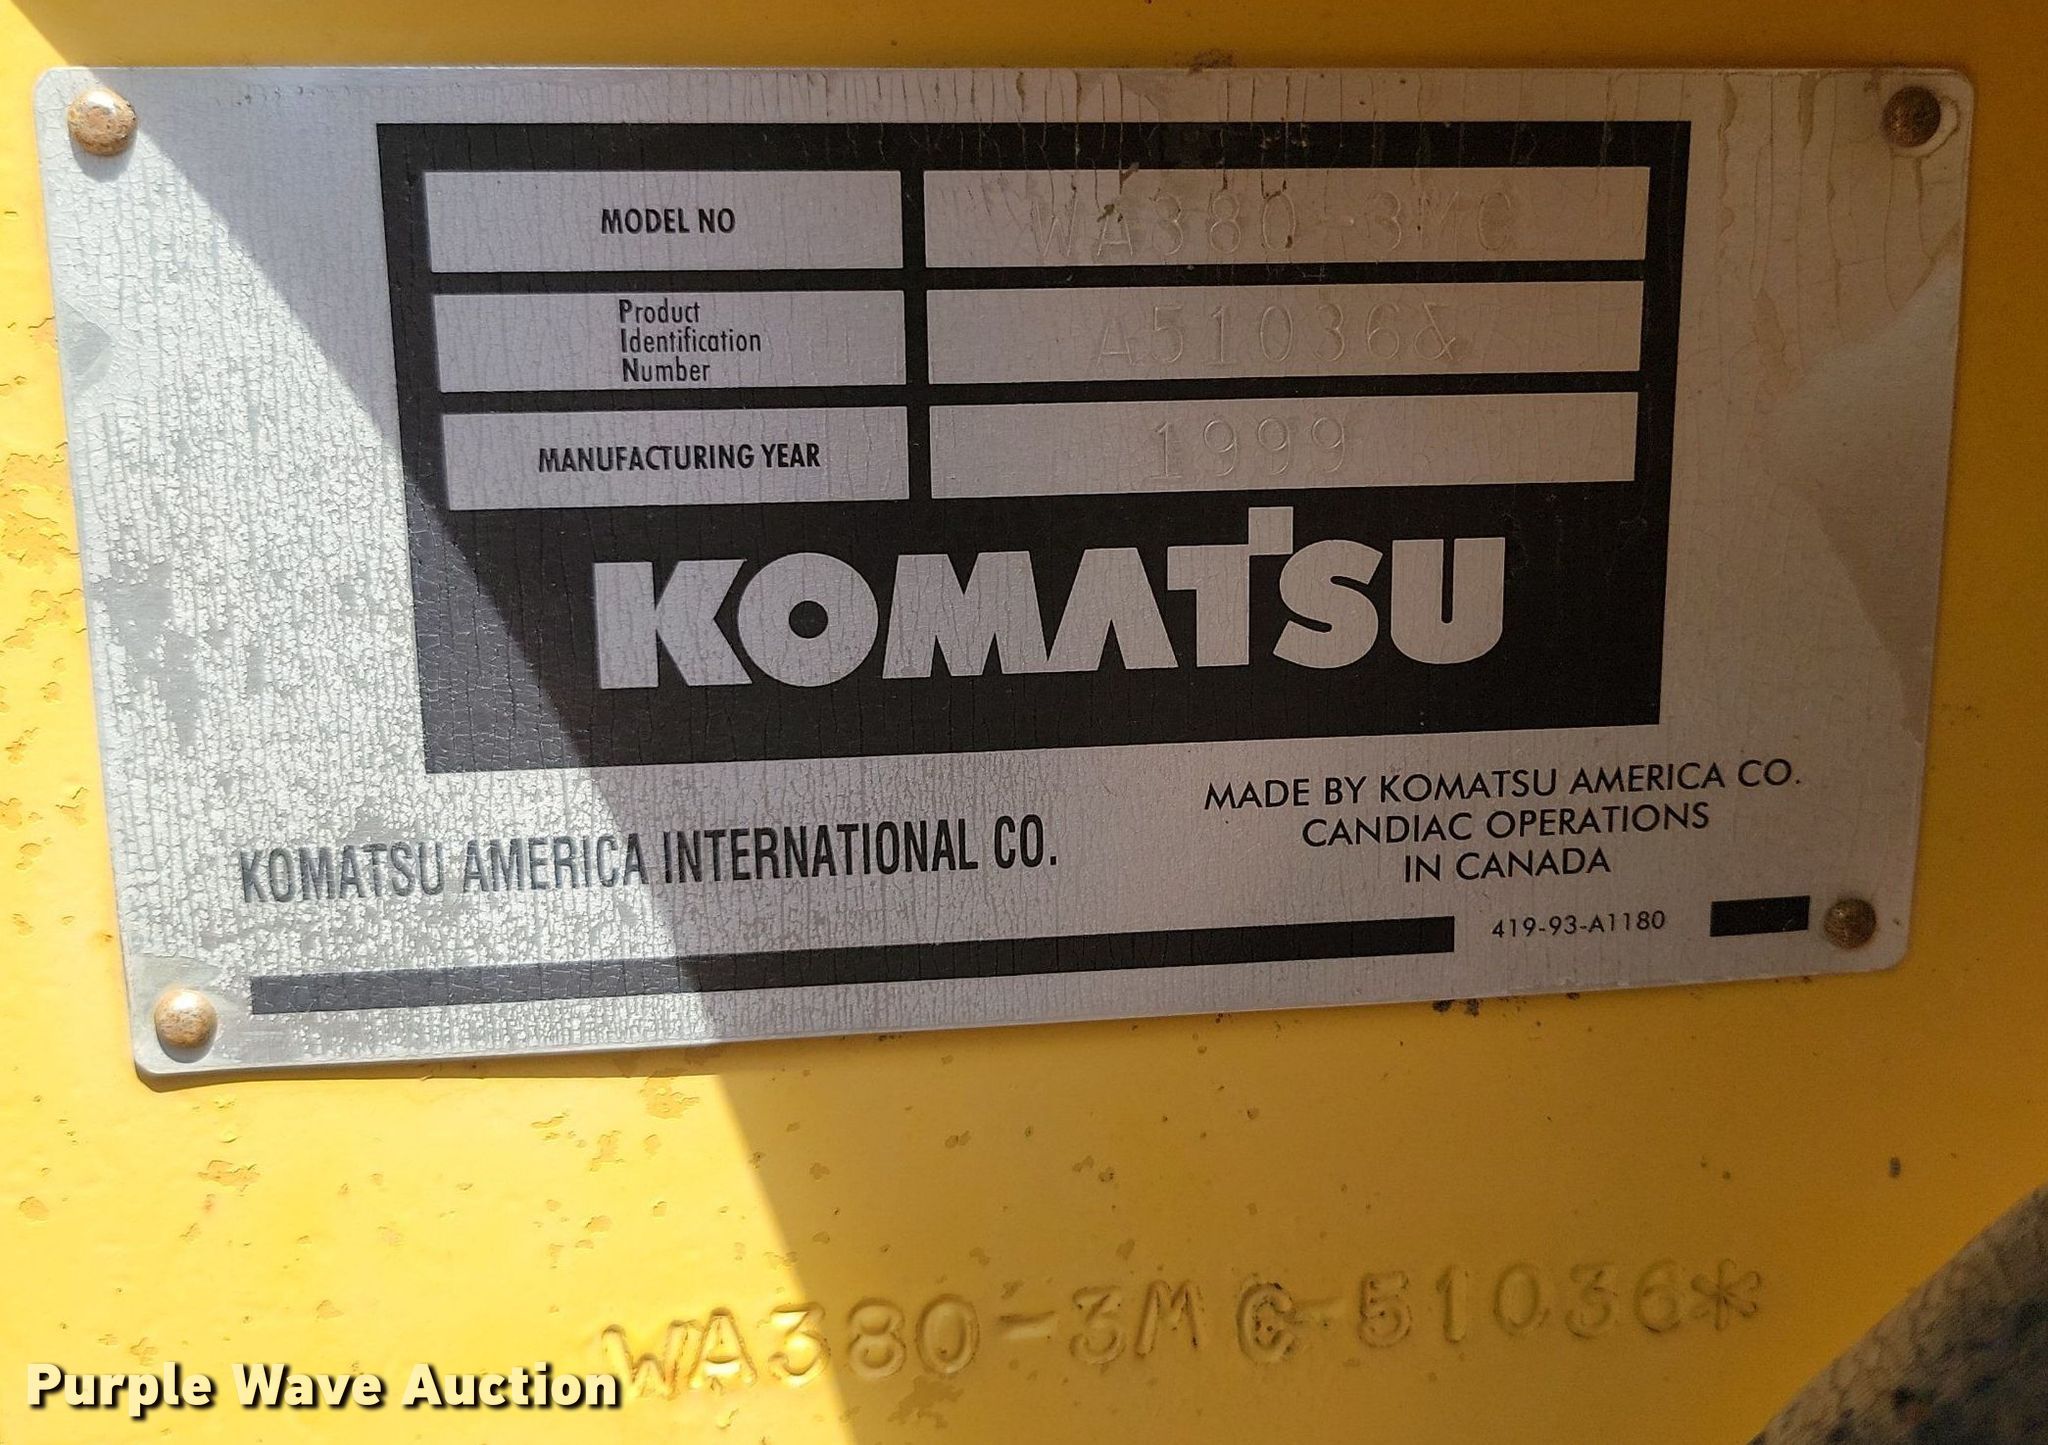 MODEL NO WA380-3MC
Product
Identification
Number
A51036&
MANUFACTURING YEAR 1999
KOMATSU
KOMATSU AMERICA INTERNATIONAL CO.
MADE BY KOMATSU AMERICA CO.
CANDIAC OPERATIONS
IN CANADA
419-93-A1180
WA380-3MC-51036*
Purple Wave Auction